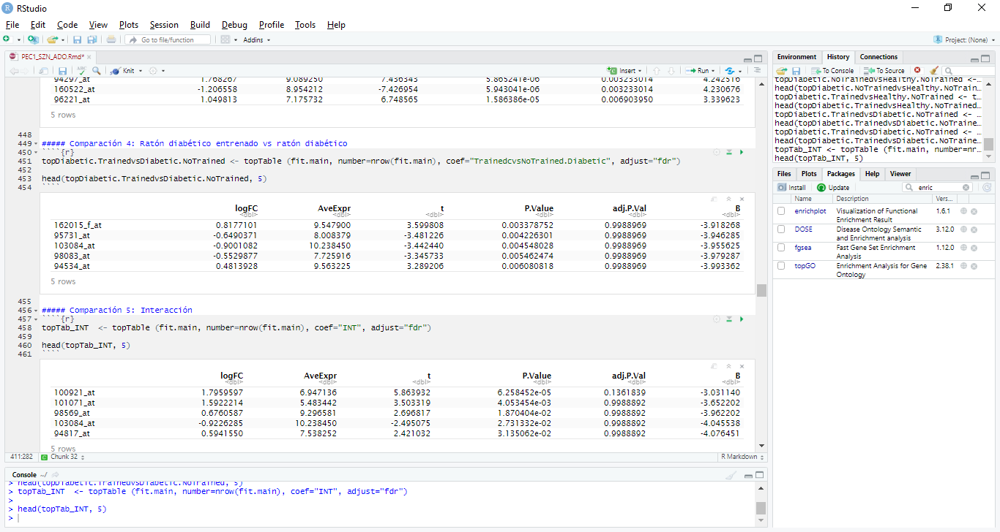 RStudio
File Edit Code View Plots Session Build Debug Profile Tools Help
Go to file/function Addins Project: (None)
PEC1_SZN_ADO.Rmd*
ABC Knit Insert Run
94297_at 1.768267 9.089250 7.436343 5.865241e-06 0.003233014 4.242516
160522_at -1.206558 8.954212 -7.426954 5.943041e-06 0.003233014 4.230676
96221_at 1.049813 7.175732 6.748565 1.586386e-05 0.006903950 3.339623
5 rows
448
449 ##### Comparación 4: Ratón diabético entrenado vs ratón diabético
450 ````{r}
451 topDiabetic.TrainedvsDiabetic.NoTrained <- topTable (fit.main, number=nrow(fit.main), coef="TrainedcvsNoTrained.Diabetic", adjust="fdr")
452
453 head(topDiabetic.TrainedvsDiabetic.NoTrained, 5)
454 ````
logFC AveExpr t P.Value adj.P.Val B
<dbl> <dbl> <dbl> <dbl> <dbl> <dbl>
162015_f_at 0.8177101 9.547900 3.599808 0.003378752 0.9988969 -3.918268
95731_at -0.6490371 8.008379 -3.481226 0.004226301 0.9988969 -3.946285
103084_at -0.9001082 10.238450 -3.442440 0.004548028 0.9988969 -3.955625
98083_at -0.5529877 7.725916 -3.345733 0.005462474 0.9988969 -3.979287
94534_at 0.4813928 9.563225 3.289206 0.006080818 0.9988969 -3.993362
5 rows
455
456 ##### Comparación 5: Interacción
457 ````{r}
458 topTab_INT <- topTable (fit.main, number=nrow(fit.main), coef="INT", adjust="fdr")
459
460 head(topTab_INT, 5)
461 ````
logFC AveExpr t P.Value adj.P.Val B
<dbl> <dbl> <dbl> <dbl> <dbl> <dbl>
100921_at 1.7959597 6.947136 5.863932 6.258452e-05 0.1361839 -3.031140
101071_at 1.5922214 5.483442 3.503319 4.053454e-03 0.9988892 -3.652202
98569_at 0.6760587 9.296581 2.696817 1.870404e-02 0.9988892 -3.962202
103084_at -0.9226285 10.238450 -2.495075 2.731332e-02 0.9988892 -4.045538
94817_at 0.5941550 7.538252 2.421032 3.135062e-02 0.9988892 -4.076451
5 rows
411:282 Chunk 32 R Markdown
Console ~/
> head(topDiabetic.TrainedvsDiabetic.NoTrained, 5)
> topTab_INT <- topTable (fit.main, number=nrow(fit.main), coef="INT", adjust="fdr")
>
> head(topTab_INT, 5)
>
Environment History Connections
To Console To Source
topDiabetic.NoTrainedvsHealthy.NoTrained <-...
head(topDiabetic.NoTrainedvsHealthy.NoTrain...
topDiabetic.TrainedvsHealthy.NoTrained <- t...
head(topDiabetic.TrainedvsHealthy.NoTrained...
topDiabetic.TrainedvsDiabetic.NoTrained <- ...
head(topDiabetic.TrainedvsDiabetic.NoTraine...
topDiabetic.TrainedvsDiabetic.NoTrained <- ...
head(topDiabetic.TrainedvsDiabetic.NoTraine...
topTab_INT <- topTable (fit.main, number=nr...
head(topTab_INT, 5)
Files Plots Packages Help Viewer
Install Update enric
Name Description Vers...
enrichplot Visualization of Functional Enrichment Result 1.6.1
DOSE Disease Ontology Semantic and Enrichment analysis 3.12.0
fgsea Fast Gene Set Enrichment Analysis 1.12.0
topGO Enrichment Analysis for Gene Ontology 2.38.1